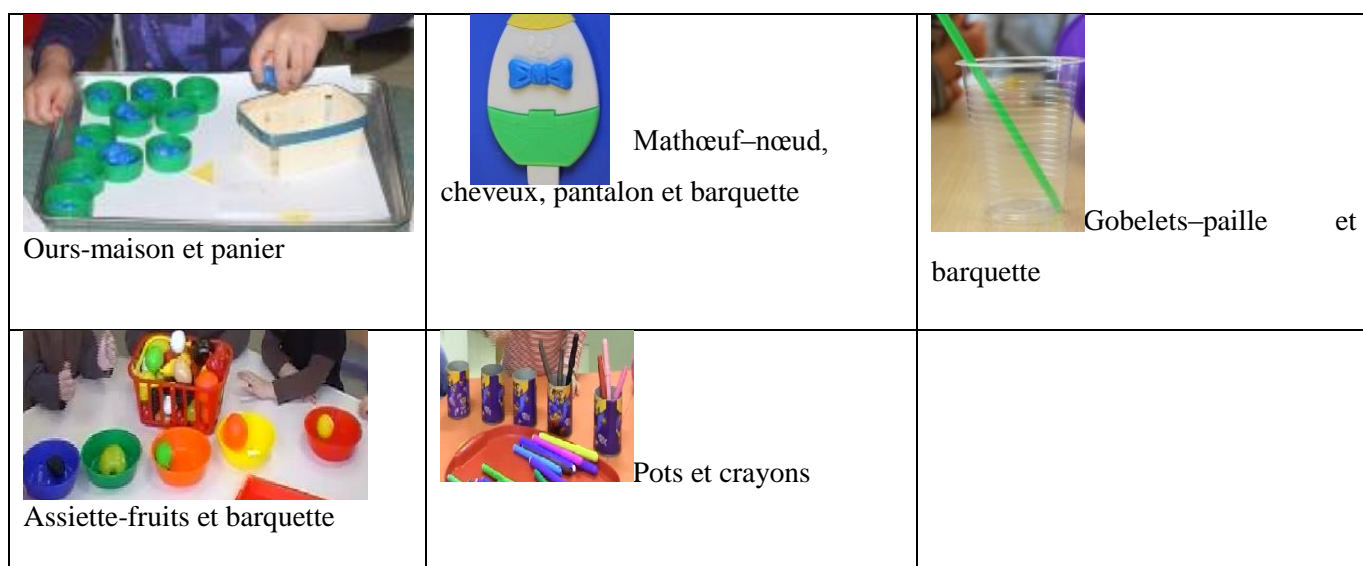 Ours-maison et panier
Mathœuf–nœud,
cheveux, pantalon et barquette
Gobelets–paille et
barquette
Assiette-fruits et barquette
Pots et crayons